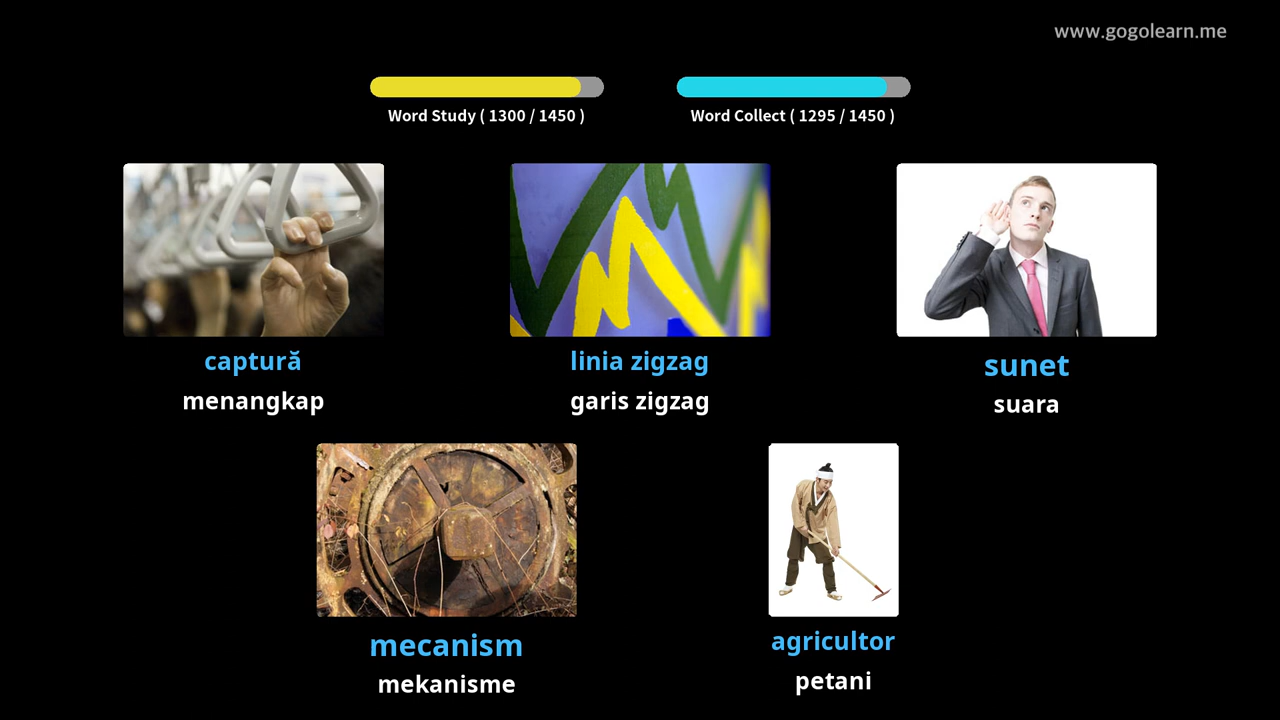 www.gogolearn.me
Word Study ( 1300 / 1450 )
Word Collect ( 1295 / 1450 )
captură
menangkap
linia zigzag
garis zigzag
sunet
suara
mecanism
mekanisme
agricultor
petani